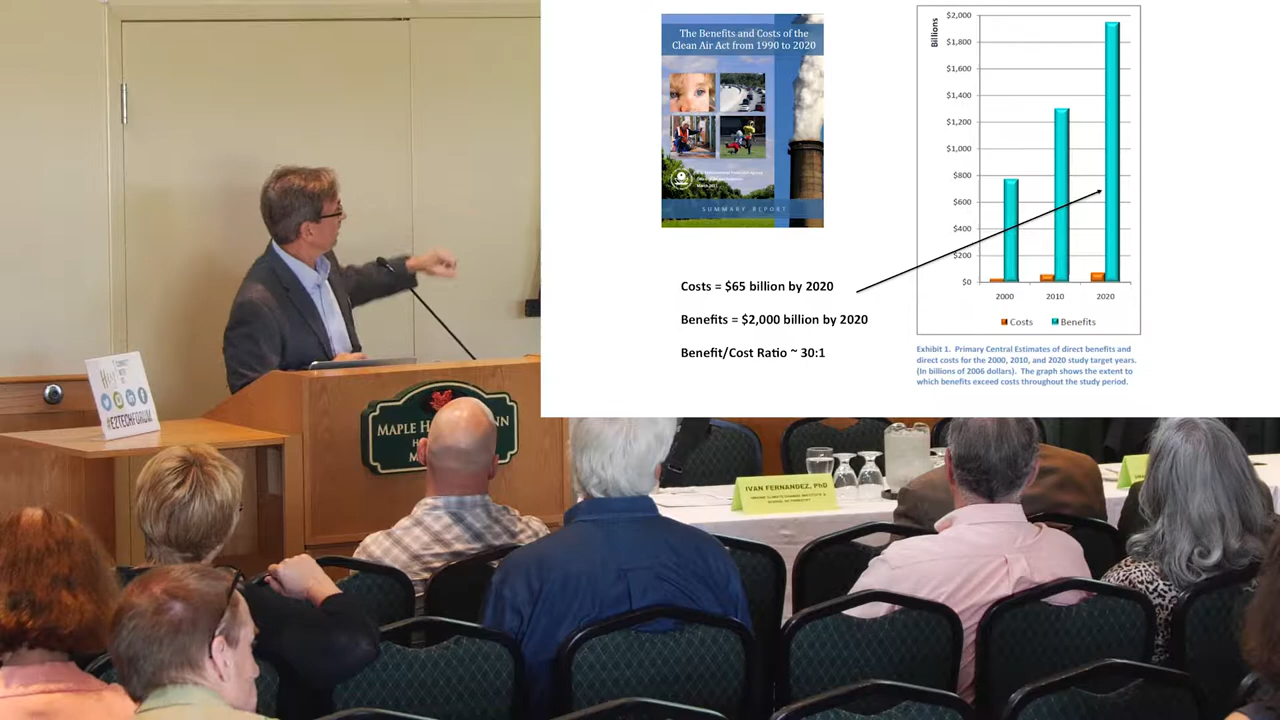 The Benefits and Costs of the
Clean Air Act from 1990 to 2020
SUMMARY REPORT
Costs = $65 billion by 2020
Benefits = $2,000 billion by 2020
Benefit/Cost Ratio ~ 30:1
Billions
$2,000
$1,800
$1,600
$1,400
$1,200
$1,000
$800
$600
$400
$200
$0
2000
2010
2020
Costs
Benefits
Exhibit 1. Primary Central Estimates of direct benefits and
direct costs for the 2000, 2010, and 2020 study target years.
(In billions of 2006 dollars). The graph shows the extent to
which benefits exceed costs throughout the study period.
#E2TECHFORUM
MAPLE H
IVAN FERNANDEZ, PhD